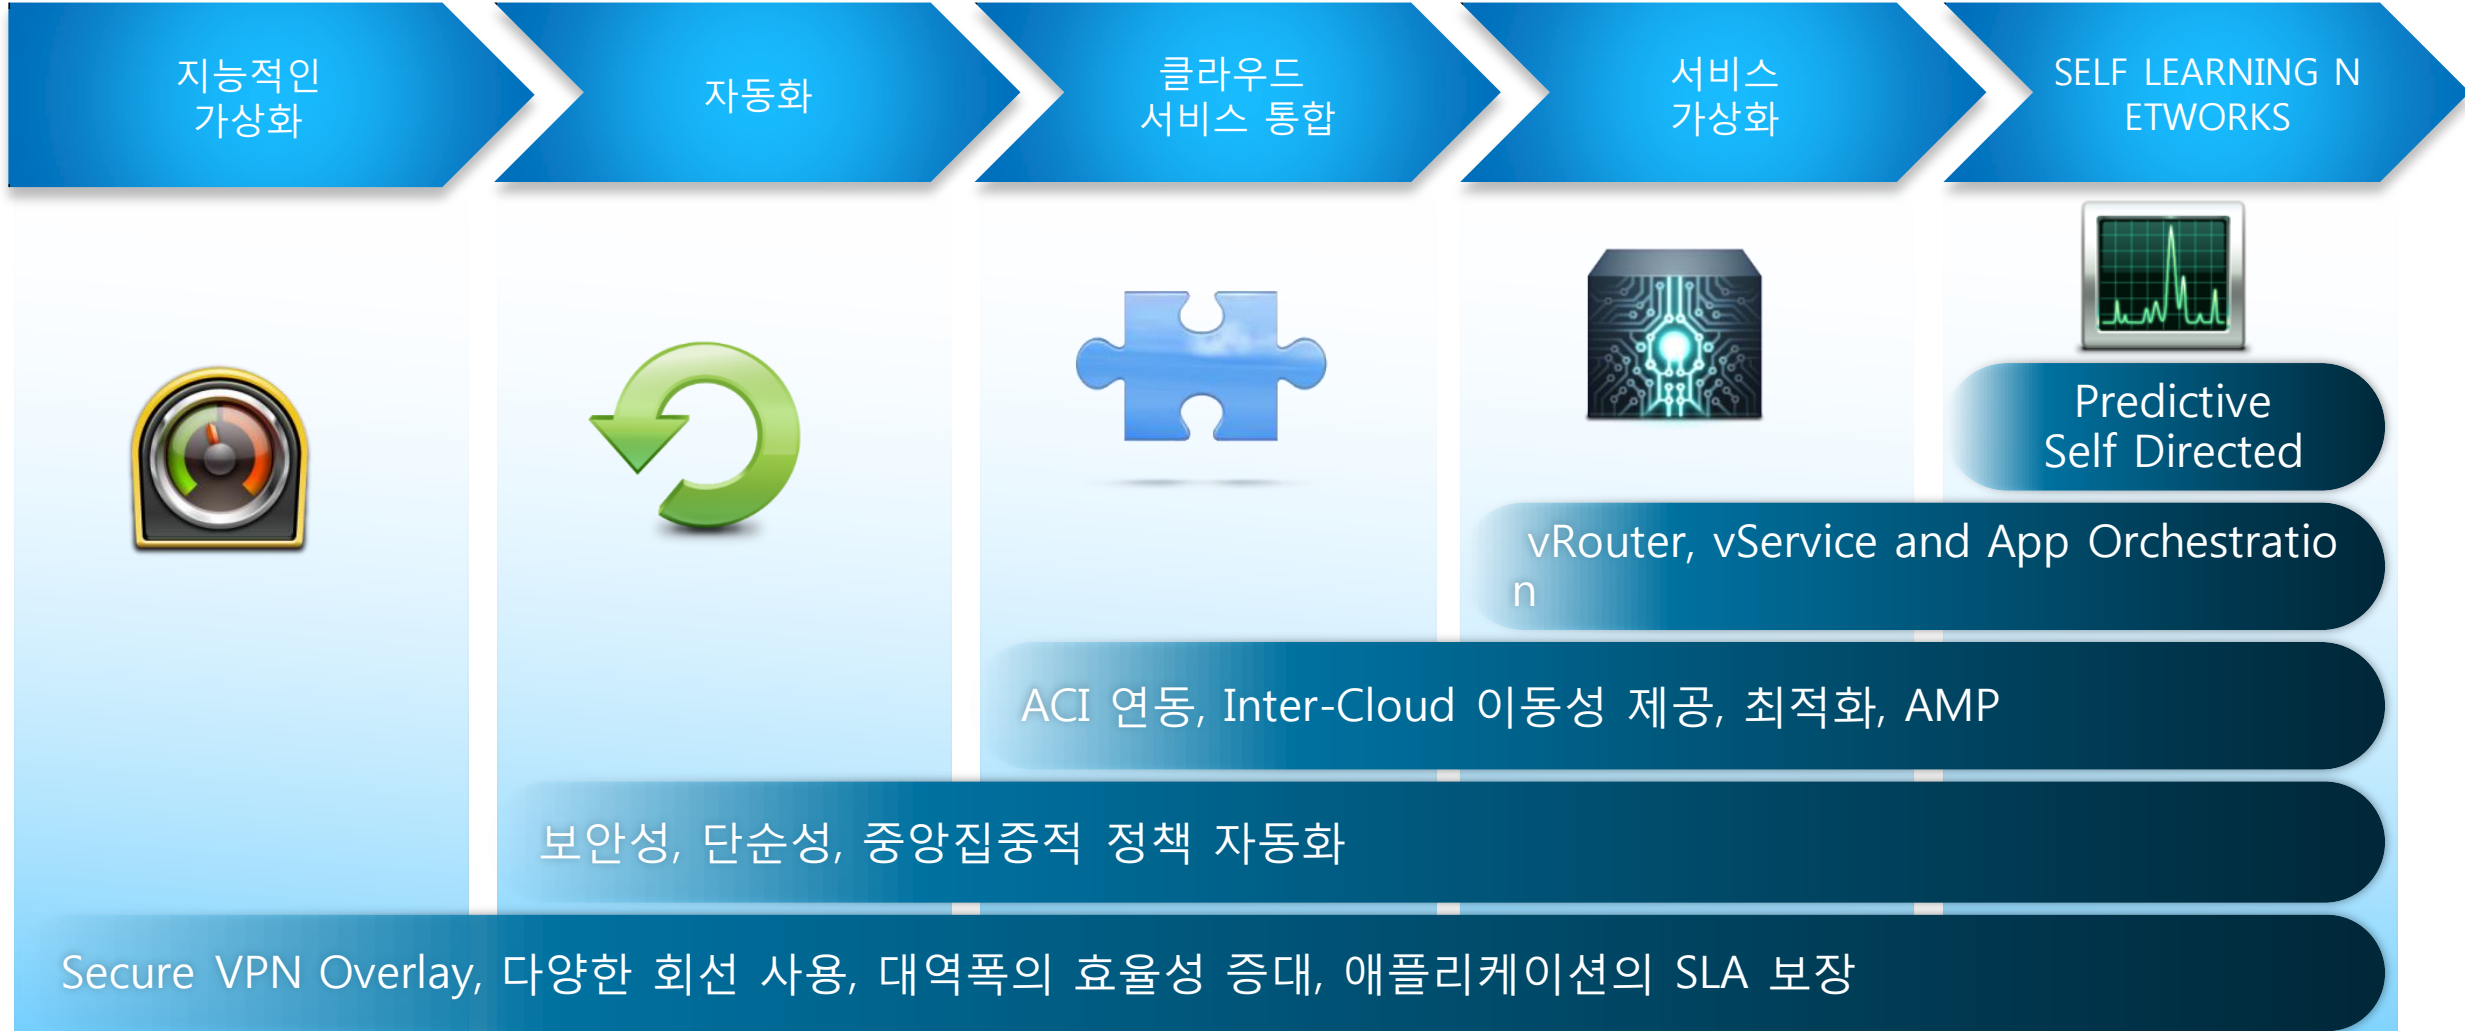 지능적인
가상화
자동화
클라우드
서비스 통합
서비스
가상화
SELF LEARNING N
ETWORKS
Predictive
Self Directed
vRouter, vService and App Orchestratio
n
ACI 연동, Inter-Cloud 이동성 제공, 최적화, AMP
보안성, 단순성, 중앙집중적 정책 자동화
Secure VPN Overlay, 다양한 회선 사용, 대역폭의 효율성 증대, 애플리케이션의 SLA 보장